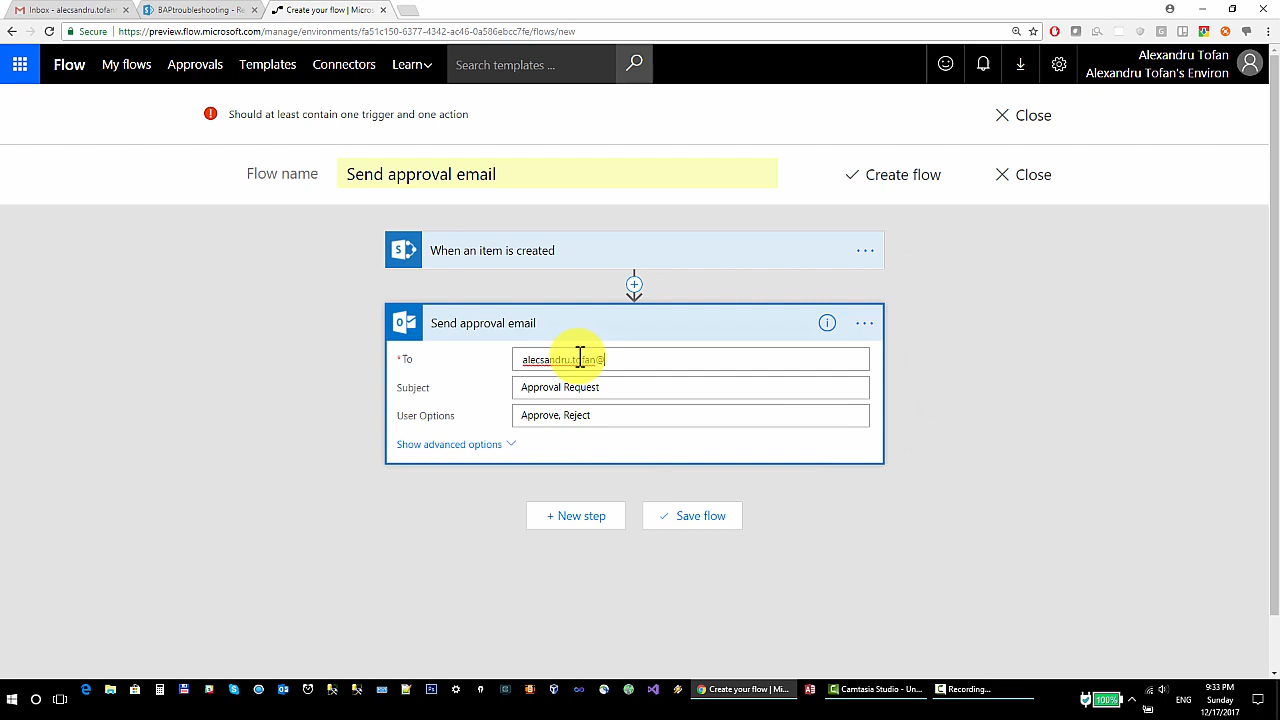 Inbox - alecsandru.tofan
BAPtroubleshooting - Re
Create your flow | Micros
Secure
https://preview.flow.microsoft.com/manage/environments/fa51c150-6377-4342-ac46-0a586ebcc7fe/flows/new
Flow
My flows
Approvals
Templates
Connectors
Learn
Search templates ...
Alexandru Tofan
Alexandru Tofan's Environ
Should at least contain one trigger and one action
Close
Flow name
Send approval email
Create flow
Close
When an item is created
Send approval email
*To
alecsandru.tofan@
Subject
Approval Request
User Options
Approve, Reject
Show advanced options
+ New step
Save flow
Create your flow | Mi...
Camtasia Studio - Un...
Recording...
100%
ENG
9:33 PM
Sunday
12/17/2017